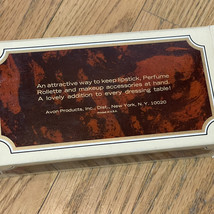 An attractive way to keep lipstick, Perfume
Rollette and makeup accessories at hand.
A lovely addition to every dressing table!
Avon Products, Inc., Dist., New York, N. Y. 10020